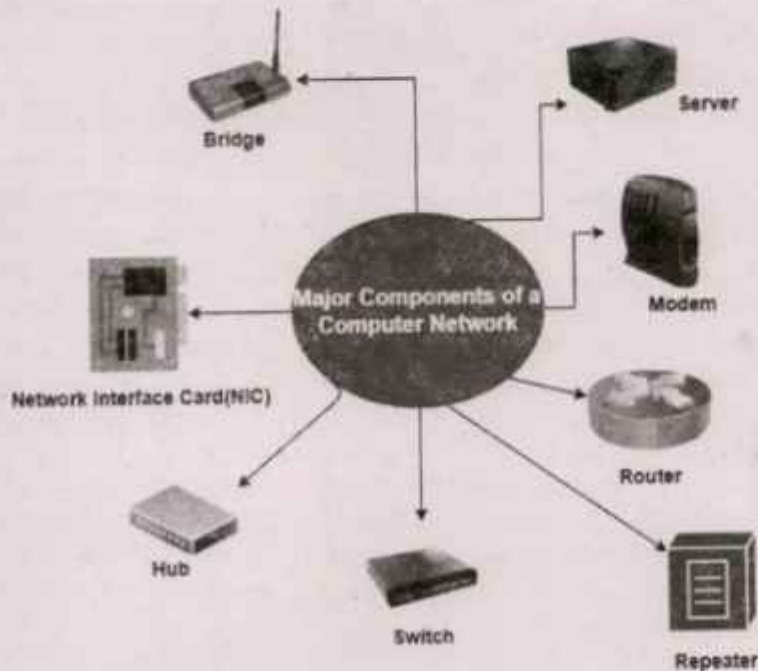 Bridge
Server
Major Components of a
Computer Network
Modem
Network Interface Card(NIC)
Router
Hub
Switch
Repeater